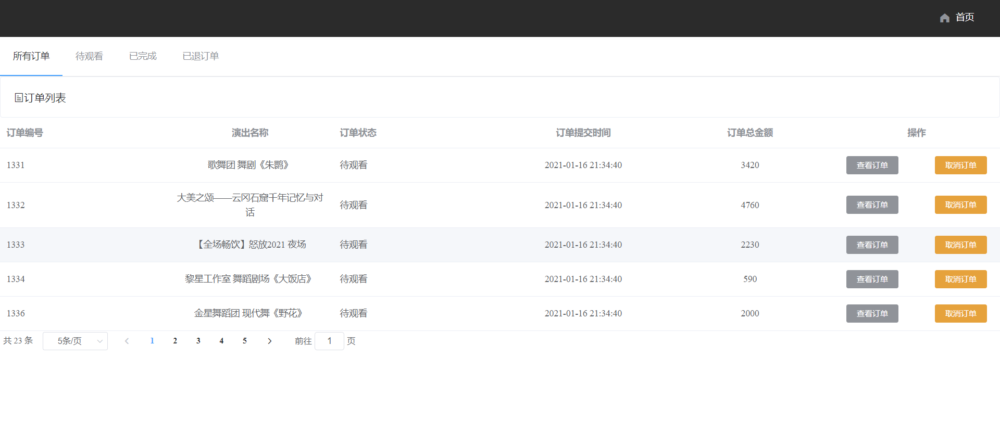 首页
所有订单 待观看 已完成 已退订单
订单列表
订单编号 演出名称 订单状态 订单提交时间 订单总金额 操作
1331 歌舞团 舞剧《朱鹮》 待观看 2021-01-16 21:34:40 3420 查看订单 取消订单
大美之颂——云冈石窟千年记忆与对
1332 待观看 2021-01-16 21:34:40 4760 查看订单 取消订单
话
1333 【全场畅饮】怒放2021 夜场 待观看 2021-01-16 21:34:40 2230 查看订单 取消订单
1334 黎星工作室 舞蹈剧场《大饭店》 待观看 2021-01-16 21:34:40 590 查看订单 取消订单
1336 金星舞蹈团 现代舞《野花》 待观看 2021-01-16 21:34:40 2000 查看订单 取消订单
共 23 条 5条/页 1 2 3 4 5 前往 1 页